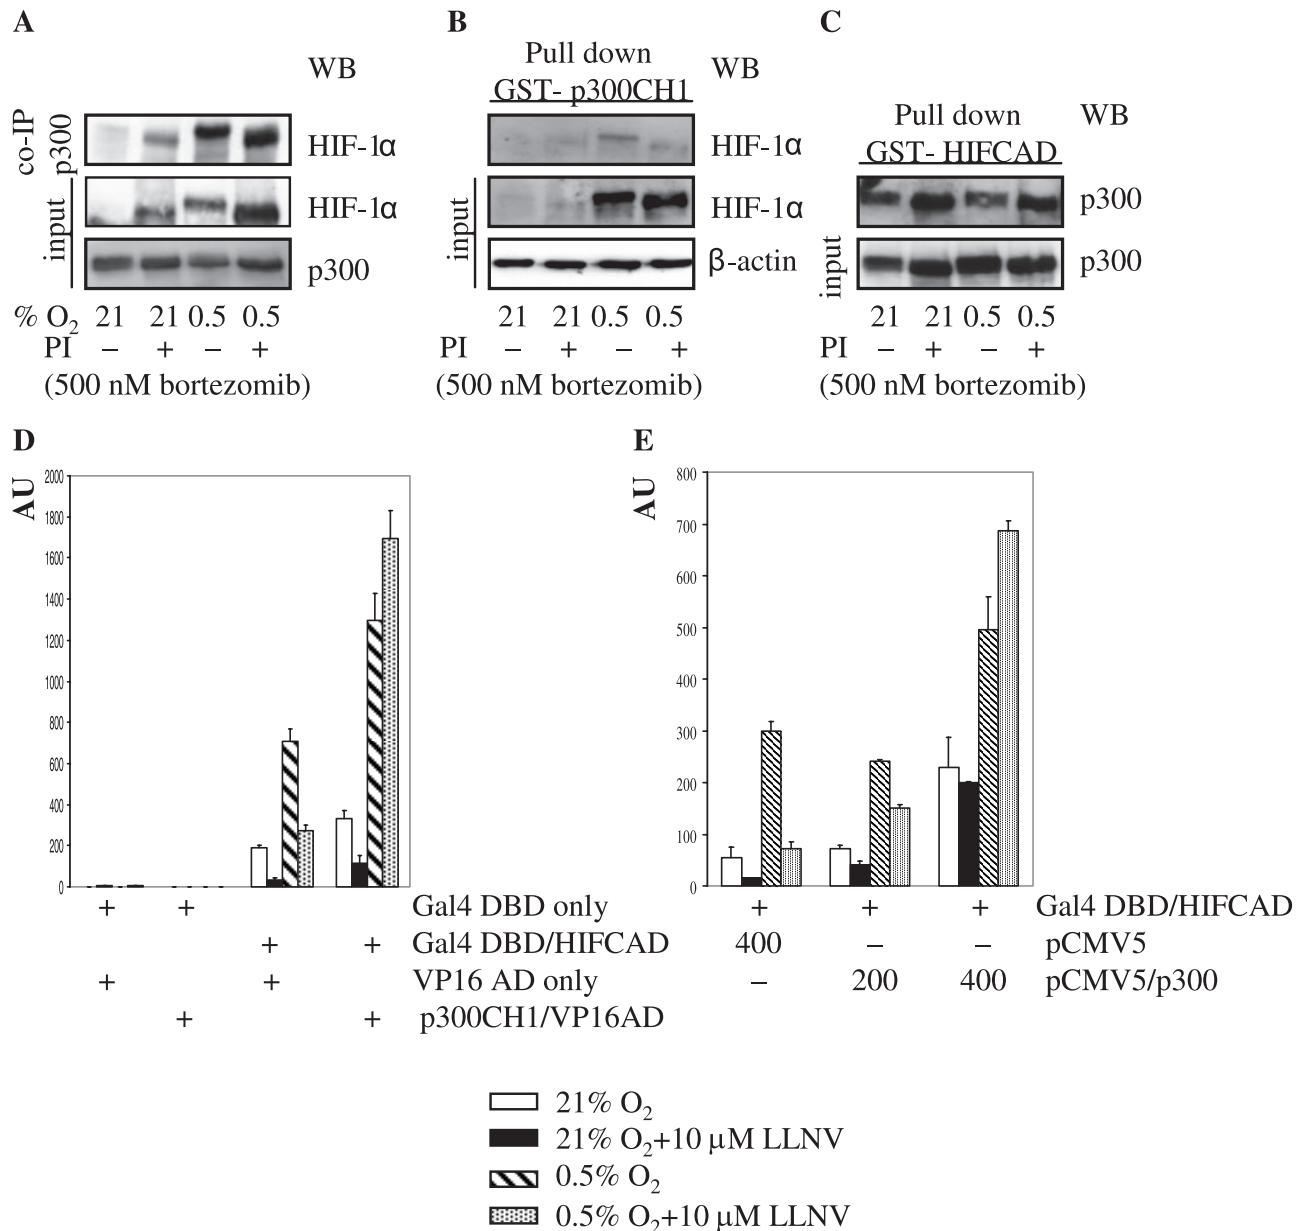 A
WB
co-IP
p300
HIF-1α
input
HIF-1α
p300
% O2 21 21 0.5 0.5
PI – + – +
(500 nM bortezomib)
B
Pull down
GST- p300CH1
WB
HIF-1α
input
HIF-1α
β-actin
21 21 0.5 0.5
PI – + – +
(500 nM bortezomib)
C
Pull down
GST- HIFCAD
WB
p300
input
p300
21 21 0.5 0.5
PI – + – +
(500 nM bortezomib)
D
AU
2000
1800
1600
1400
1200
1000
800
600
400
200
0
+ + Gal4 DBD only
+ + Gal4 DBD/HIFCAD
+ + VP16 AD only
+ + p300CH1/VP16AD
E
AU
800
700
600
500
400
300
200
100
0
+ + + Gal4 DBD/HIFCAD
400 – – pCMV5
– 200 400 pCMV5/p300
21% O2
21% O2+10 μM LLNV
0.5% O2
0.5% O2+10 μM LLNV